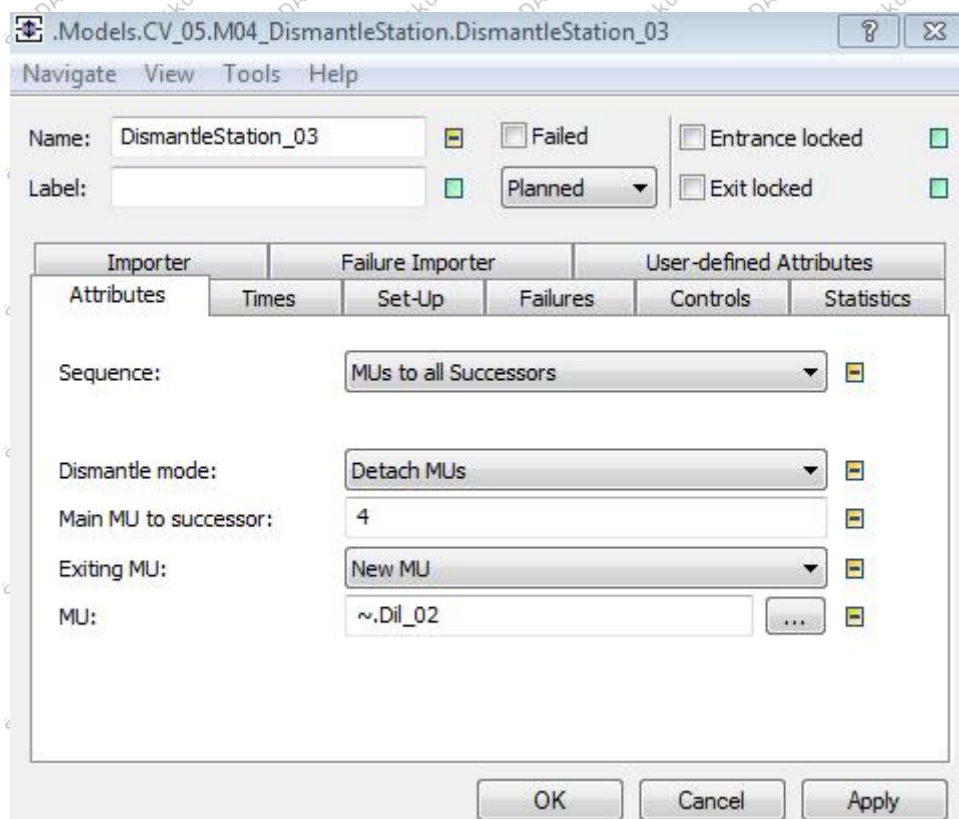 .Models.CV_05.M04_DismantleStation.DismantleStation_03
Navigate View Tools Help
Name: DismantleStation_03 Failed Entrance locked
Label: Planned Exit locked
Importer Failure Importer User-defined Attributes
Attributes Times Set-Up Failures Controls Statistics
Sequence: MUs to all Successors
Dismantle mode: Detach MUs
Main MU to successor: 4
Exiting MU: New MU
MU: ~.Dil_02 ...
OK Cancel Apply